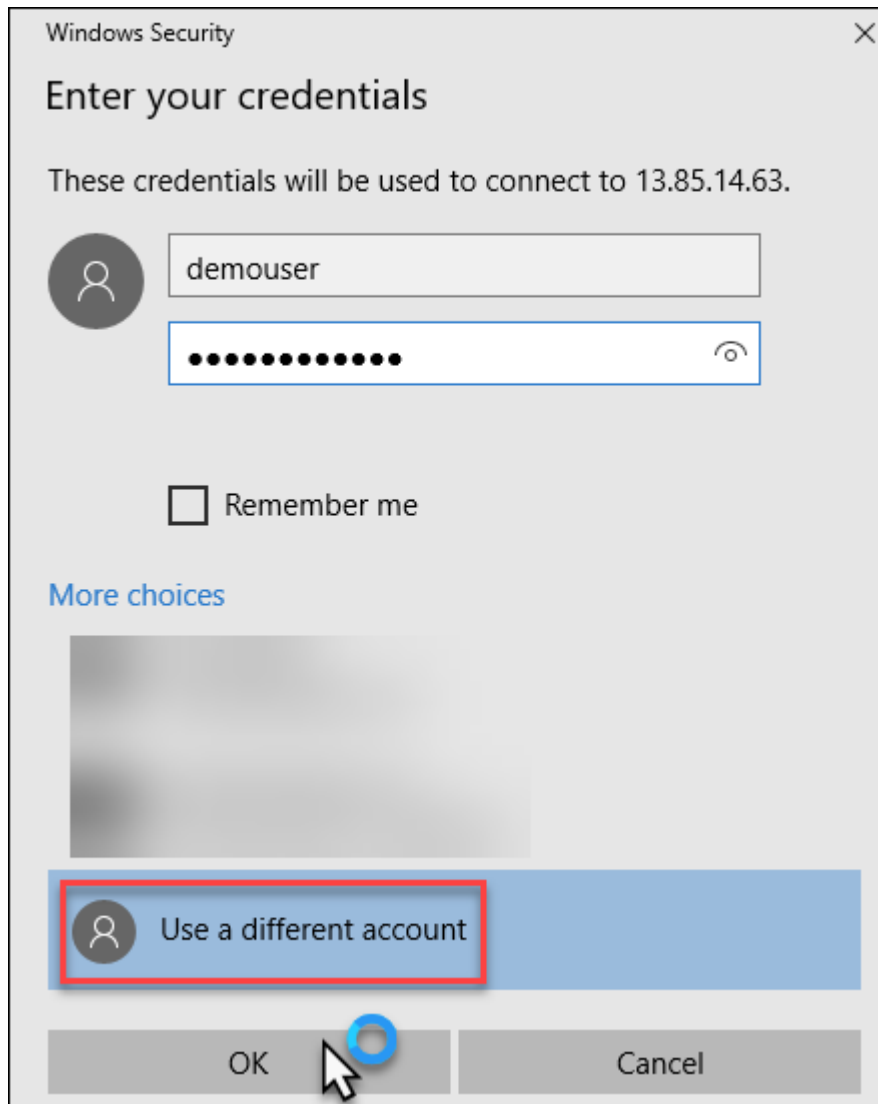 Windows Security
Enter your credentials
These credentials will be used to connect to 13.85.14.63.
demouser
●●●●●●●●●●●●
Remember me
More choices
Use a different account
OK
Cancel